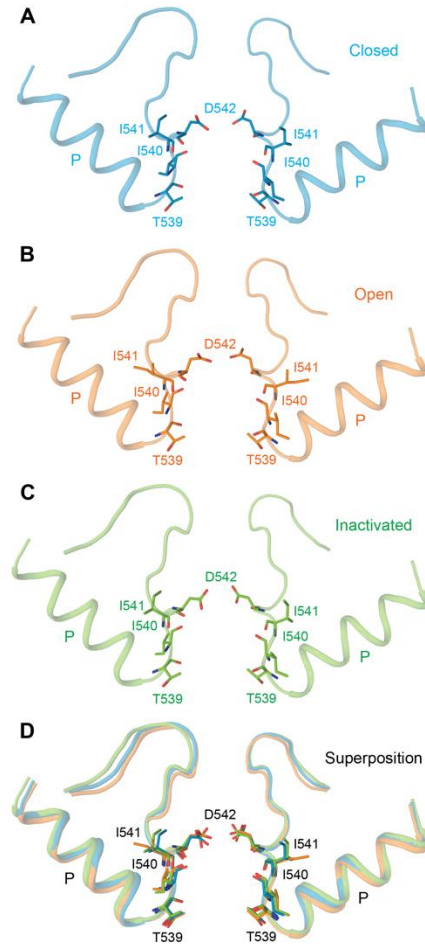 A
Closed
D542
I541
I541
I540
I540
P
P
T539
T539
B
Open
D542
I541
I541
I540
I540
P
P
T539
T539
C
Inactivated
D542
I541
I541
I540
I540
P
P
T539
T539
D
Superposition
D542
I541
I541
I540
I540
P
P
T539
T539